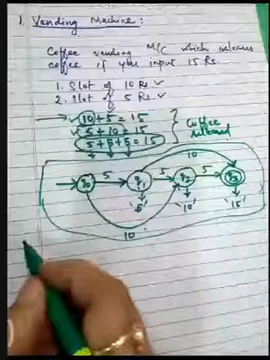 1. Vending Machine:
Coffee vending M/C which releases
coffee if your input 15 Rs.
1. Slot of 10 Rs.
2. Slot of 5 Rs.
10 + 5 = 15
5 + 10 = 15
5 + 5 + 5 = 15
Coffee
released
10
q0 5 q1 5 q2 5 q3
'5' '10' '15'
10